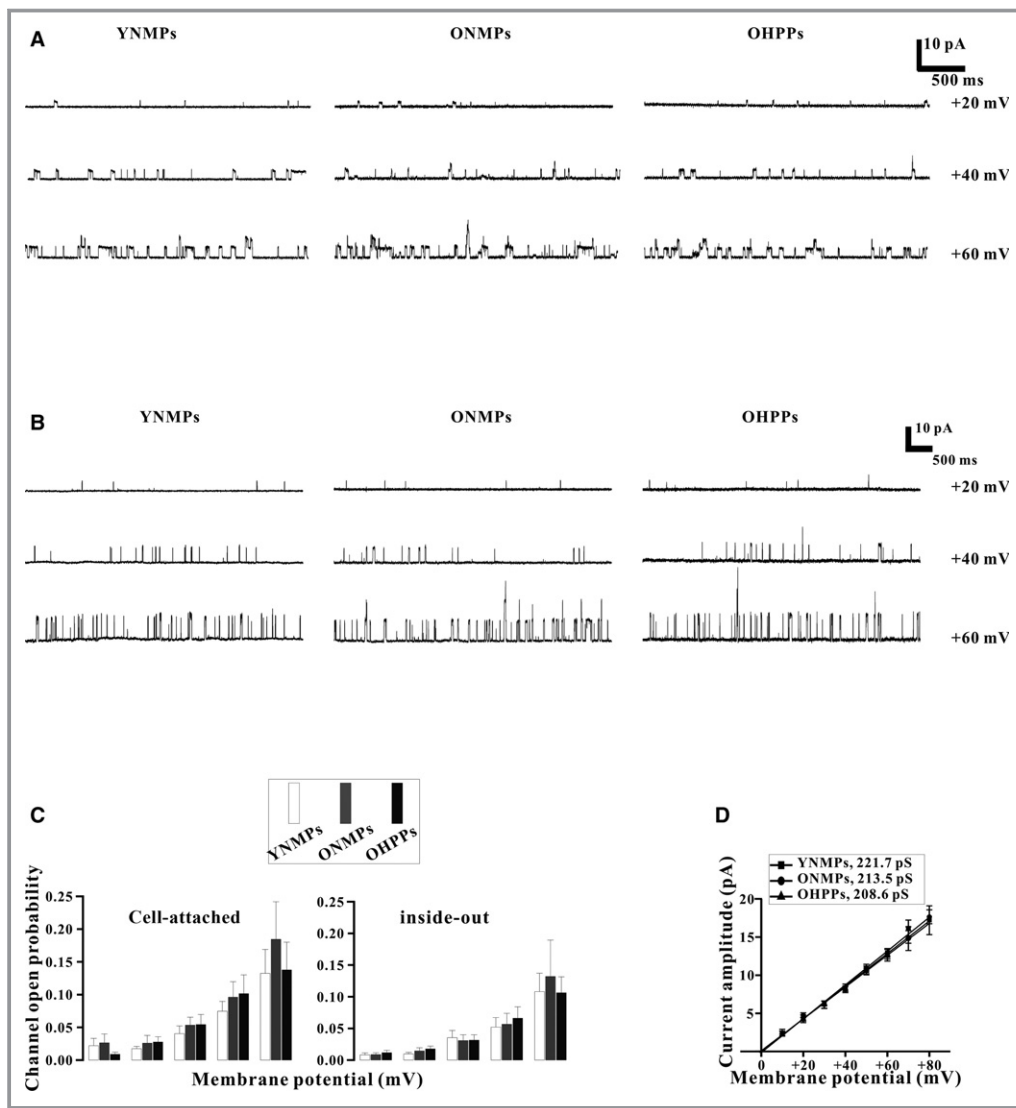 A
YNMPs
ONMPs
OHPPs
10 pA
500 ms
+20 mV
+40 mV
+60 mV
B
YNMPs
ONMPs
OHPPs
10 pA
500 ms
+20 mV
+40 mV
+60 mV
C
YNMPs
ONMPs
OHPPs
Channel open probability
0.25
0.20
0.15
0.10
0.05
0.00
Cell-attached
0.25
0.20
0.15
0.10
0.05
0.00
inside-out
Membrane potential (mV)
D
YNMPs, 221.7 pS
ONMPs, 213.5 pS
OHPPs, 208.6 pS
Current amplitude (pA)
20
15
10
5
0
+20
+40
+60
+80
Membrane potential (mV)